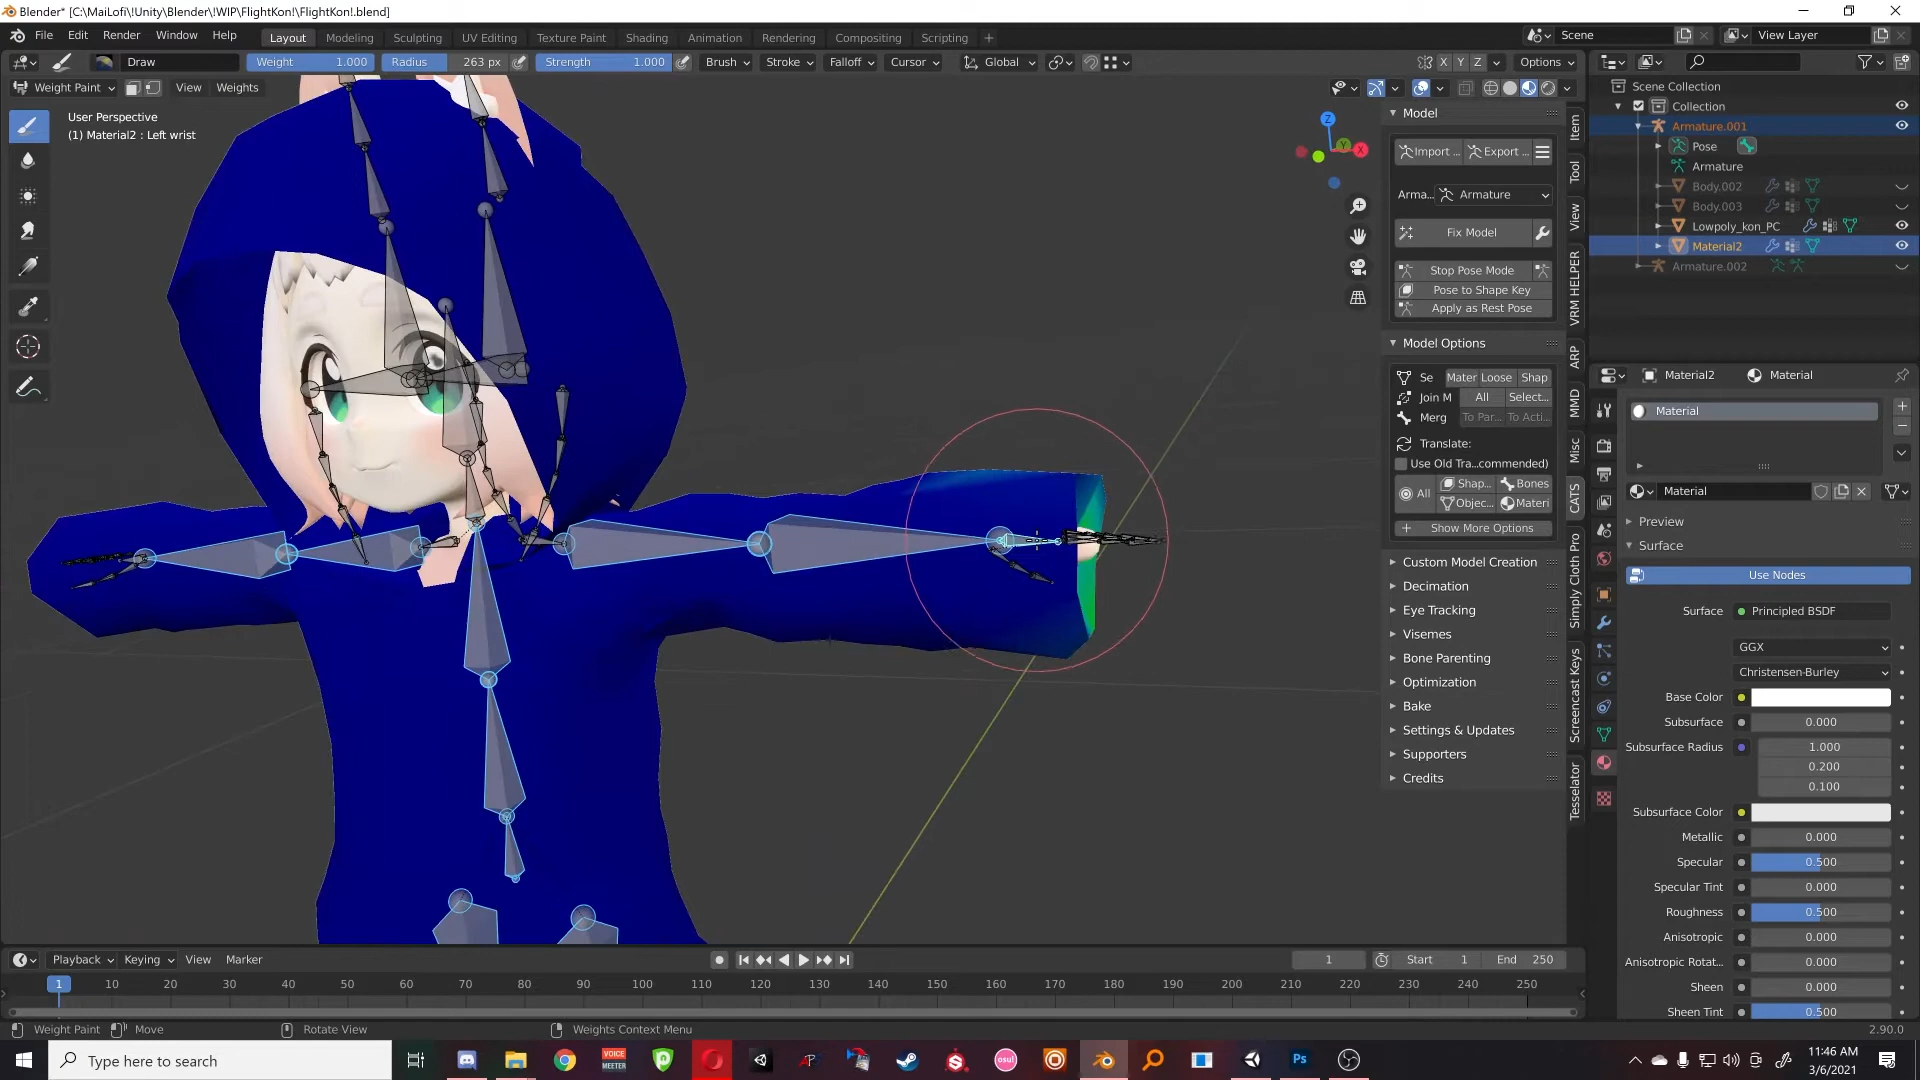 Blender* [C:\MaiLofi\!Unity\Blender\!WIP\FlightKon!\FlightKon!.blend]
File Edit Render Window Help Layout Modeling Sculpting UV Editing Texture Paint Shading Animation Rendering Compositing Scripting + Scene View Layer
Draw Weight 1.000 Radius 263 px Strength 1.000 Brush Stroke Falloff Cursor Global X Y Z Options
Weight Paint View Weights
User Perspective
(1) Material2 : Left wrist
Z
Y
X
Model
Import ... Export ...
Arma... Armature
Fix Model
Stop Pose Mode
Pose to Shape Key
Apply as Rest Pose
Model Options
Se Mater Loose Shap
Join M All Select...
Merg To Par... To Acti...
Translate:
Use Old Tra...commended)
All Shap... Bones
Objec... Materi
Show More Options
Custom Model Creation
Decimation
Eye Tracking
Visemes
Bone Parenting
Optimization
Bake
Settings & Updates
Supporters
Credits
Item
Tool
View
VRM HELPER
ARP
MMD
Misc
CATS
Simply Cloth Pro
Screencast Keys
Tesselator
Scene Collection
Collection
Armature.001
Pose
Armature
Body.002
Body.003
Lowpoly_kon_PC
Material2
Armature.002
Material2 Material
Material
Material
Preview
Surface
Use Nodes
Surface Principled BSDF
GGX
Christensen-Burley
Base Color
Subsurface 0.000
Subsurface Radius 1.000
0.200
0.100
Subsurface Color
Metallic 0.000
Specular 0.500
Specular Tint 0.000
Roughness 0.500
Anisotropic 0.000
Anisotropic Rotat... 0.000
Sheen 0.000
Sheen Tint 0.500
Playback Keying View Marker 1 Start 1 End 250
1 10 20 30 40 50 60 70 80 90 100 110 120 130 140 150 160 170 180 190 200 210 220 230 240 250
Weight Paint Move Rotate View Weights Context Menu 2.90.0
Type here to search
VOICE
MEETER
osu!
Ps
11:46 AM
3/6/2021